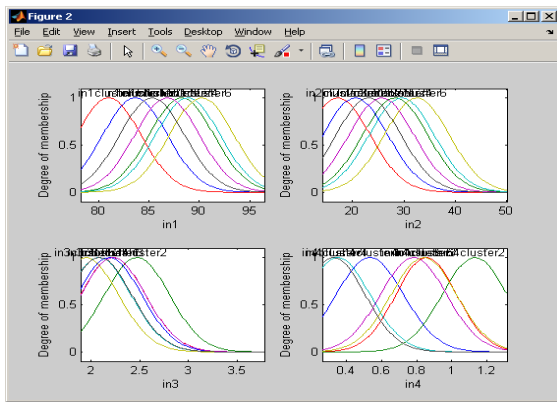 Figure 2
File Edit View Insert Tools Desktop Window Help
Degree of membership
1
0.5
0
80 85 90 95
in1
Degree of membership
1
0.5
0
20 30 40 50
in2
Degree of membership
1
0.5
0
2 2.5 3 3.5
in3
Degree of membership
1
0.5
0
0.4 0.6 0.8 1 1.2
in4